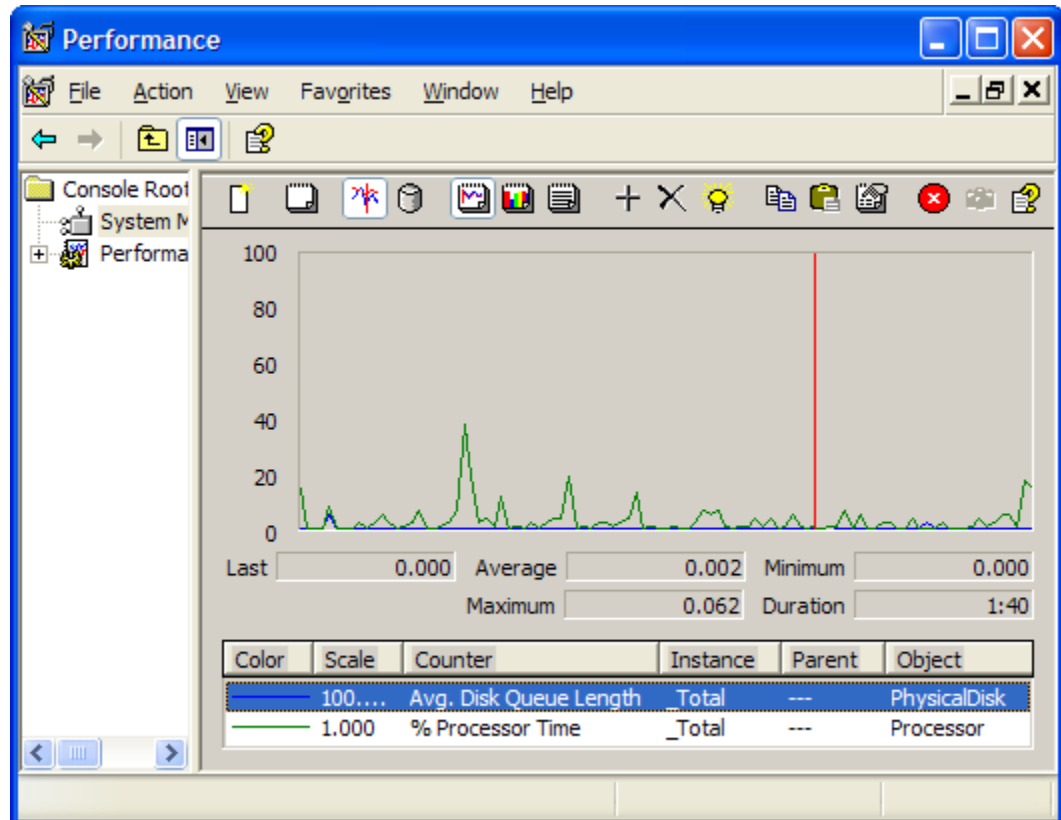 Performance
File Action View Favorites Window Help
Console Root
System M
Performa
100
80
60
40
20
0
Last 0.000 Average 0.002 Minimum 0.000
Maximum 0.062 Duration 1:40
Color Scale Counter Instance Parent Object
100.... Avg. Disk Queue Length _Total --- PhysicalDisk
1.000 % Processor Time _Total --- Processor